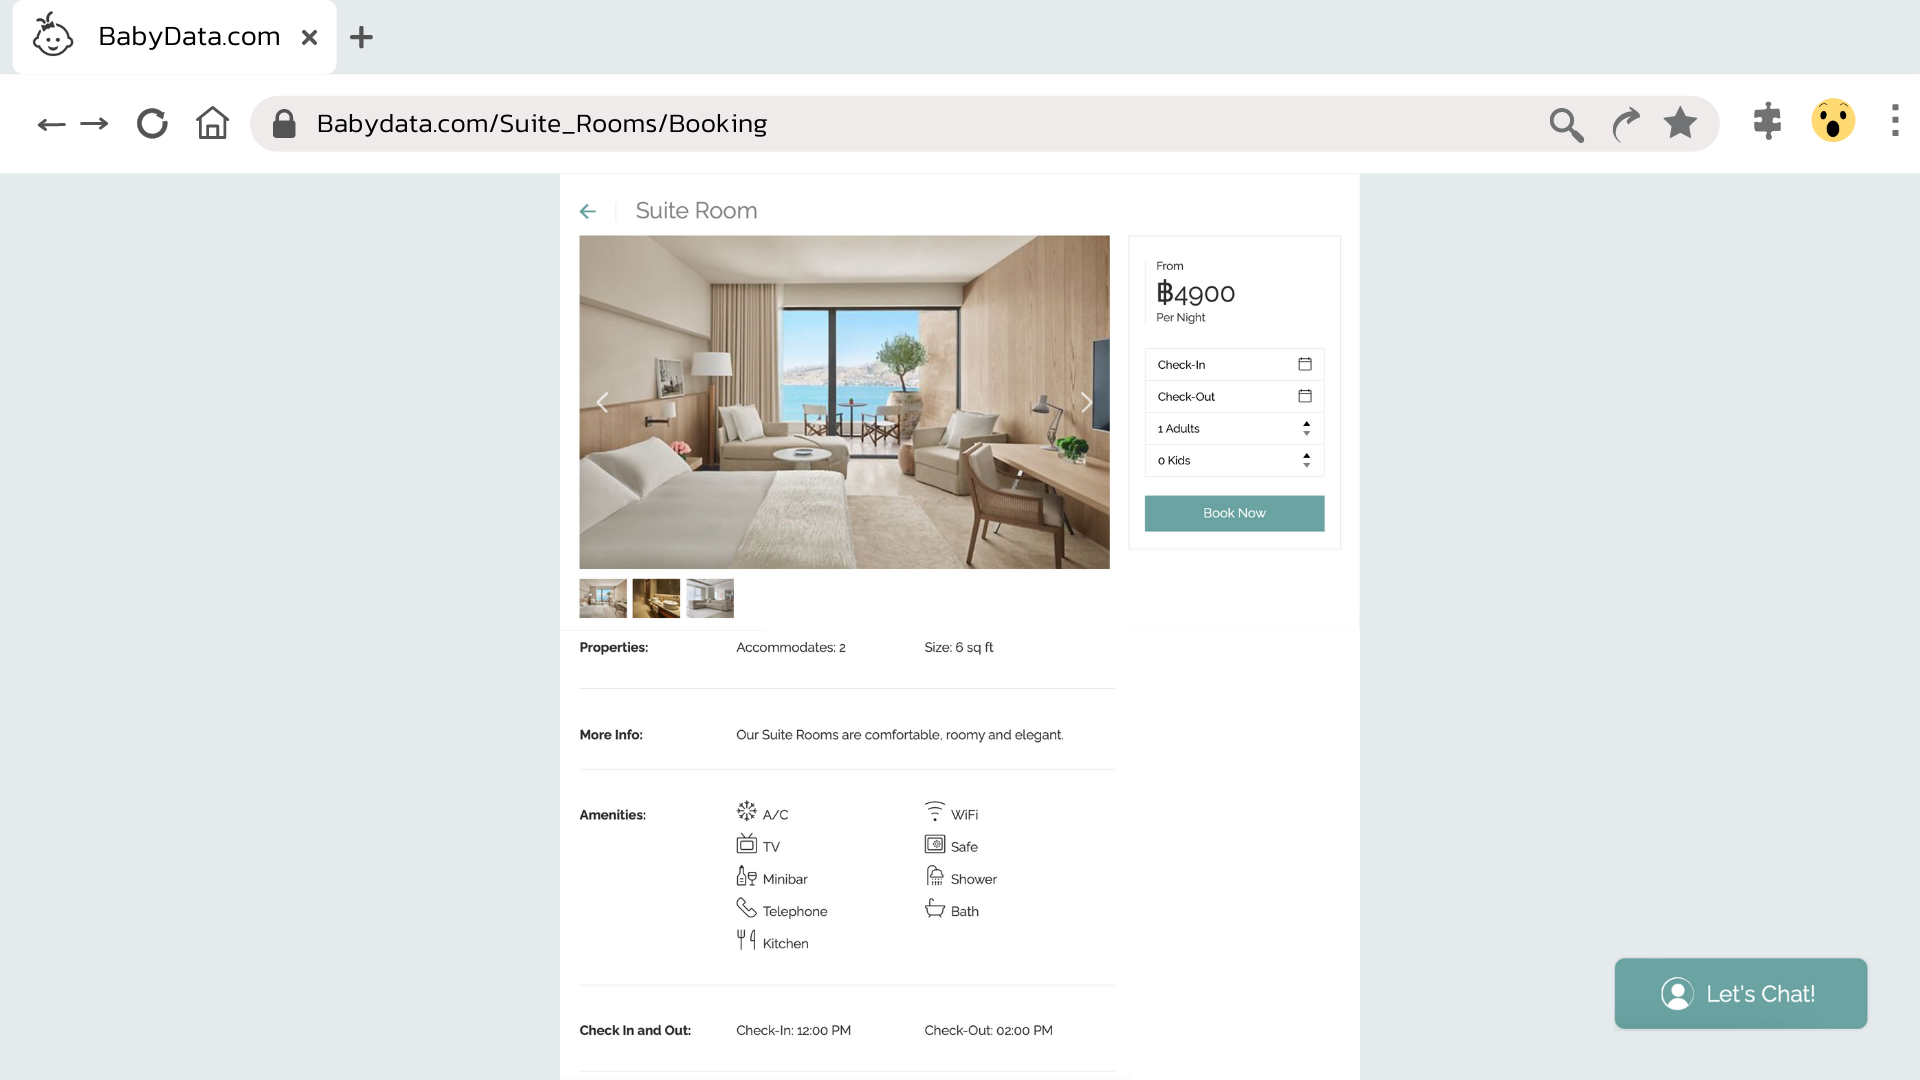 BabyData.com
Babydata.com/Suite_Rooms/Booking
Suite Room
From
฿4900
Per Night
Check-In
Check-Out
1 Adults
0 Kids
Book Now
Properties:
Accommodates: 2
Size: 6 sq ft
More Info:
Our Suite Rooms are comfortable, roomy and elegant.
Amenities:
A/C
WiFi
TV
Safe
Minibar
Shower
Telephone
Bath
Kitchen
Check In and Out:
Check-In: 12:00 PM
Check-Out: 02:00 PM
Let's Chat!